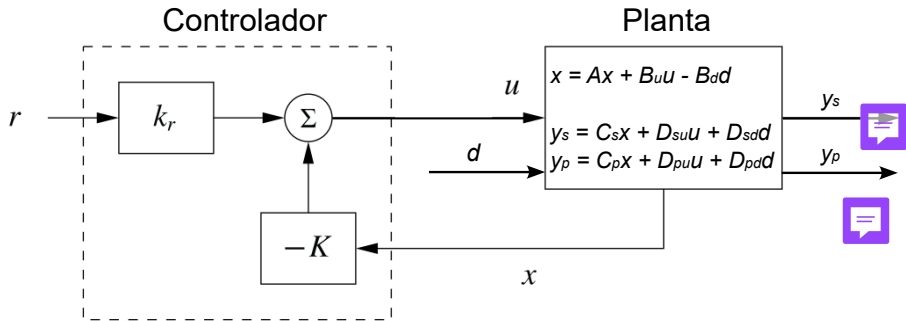 Controlador
Planta
r
k_r
Σ
u
x = Ax + B_u u - B_d d
y_s = C_s x + D_su u + D_sd d
y_p = C_p x + D_pu u + D_pd d
y_s
d
y_p
−K
x